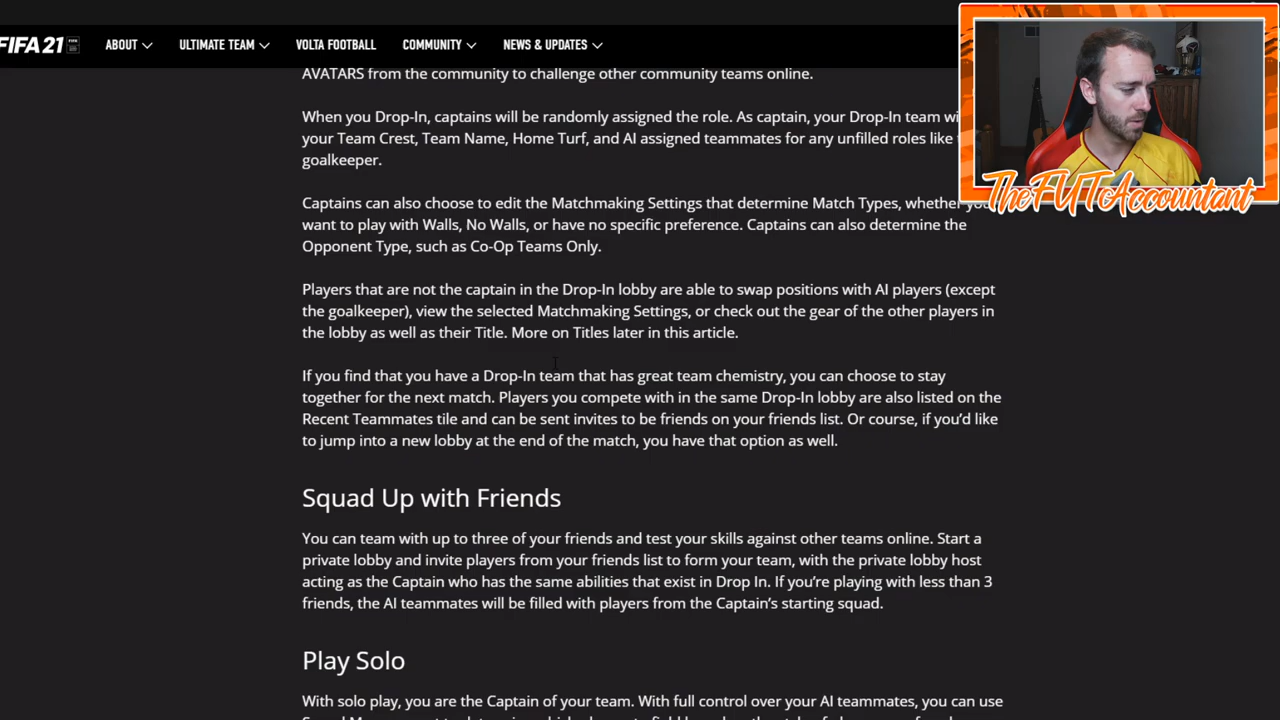 FIFA 21
ABOUT
ULTIMATE TEAM
VOLTA FOOTBALL
COMMUNITY
NEWS & UPDATES
AVATARS from the community to challenge other community teams online.
When you Drop-In, captains will be randomly assigned the role. As captain, your Drop-In team
your Team Crest, Team Name, Home Turf, and AI assigned teammates for any unfilled roles like
goalkeeper.
Captains can also choose to edit the Matchmaking Settings that determine Match Types, whether
want to play with Walls, No Walls, or have no specific preference. Captains can also determine the
Opponent Type, such as Co-Op Teams Only.
Players that are not the captain in the Drop-In lobby are able to swap positions with AI players (except
the goalkeeper), view the selected Matchmaking Settings, or check out the gear of the other players in
the lobby as well as their Title. More on Titles later in this article.
If you find that you have a Drop-In team that has great team chemistry, you can choose to stay
together for the next match. Players you compete with in the same Drop-In lobby are also listed on the
Recent Teammates tile and can be sent invites to be friends on your friends list. Or course, if you'd like
to jump into a new lobby at the end of the match, you have that option as well.
Squad Up with Friends
You can team with up to three of your friends and test your skills against other teams online. Start a
private lobby and invite players from your friends list to form your team, with the private lobby host
acting as the Captain who has the same abilities that exist in Drop In. If you're playing with less than 3
friends, the AI teammates will be filled with players from the Captain's starting squad.
Play Solo
With solo play, you are the Captain of your team. With full control over your AI teammates, you can use
TheFUTAccountant